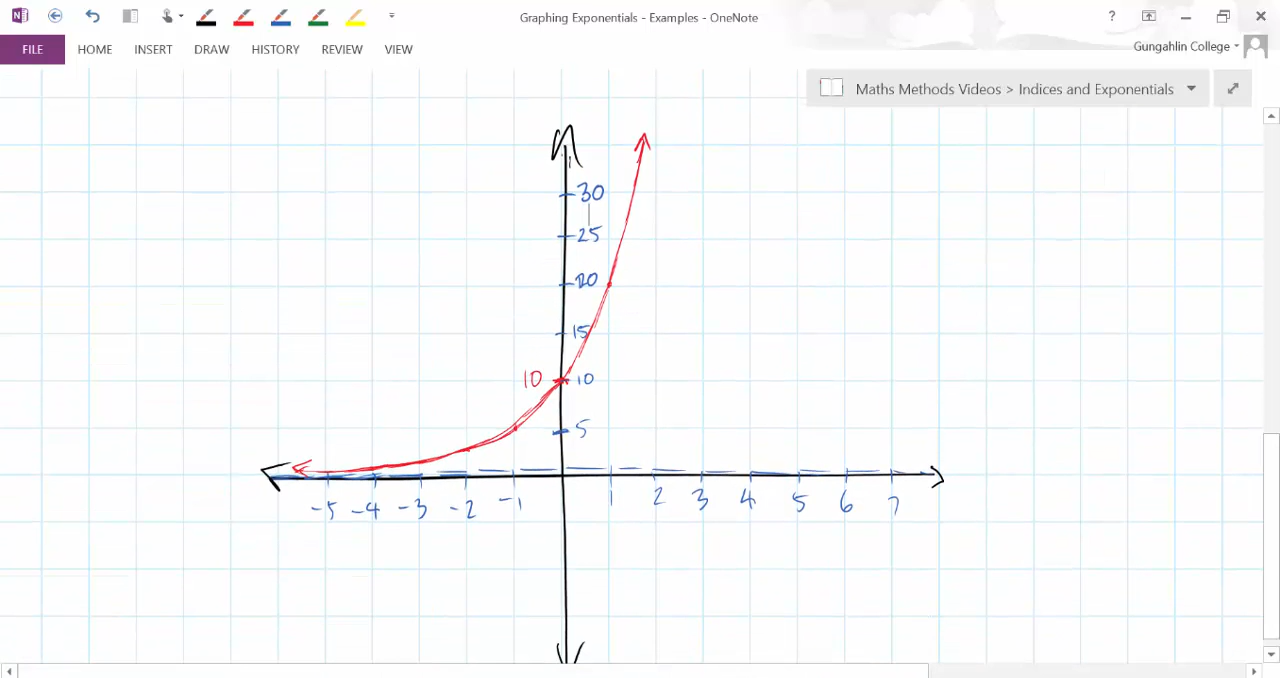 Graphing Exponentials - Examples - OneNote
?
FILE HOME INSERT DRAW HISTORY REVIEW VIEW
Gungahlin College
Maths Methods Videos > Indices and Exponentials
30
25
20
15
10 10
5
-5 -4 -3 -2 -1 1 2 3 4 5 6 7